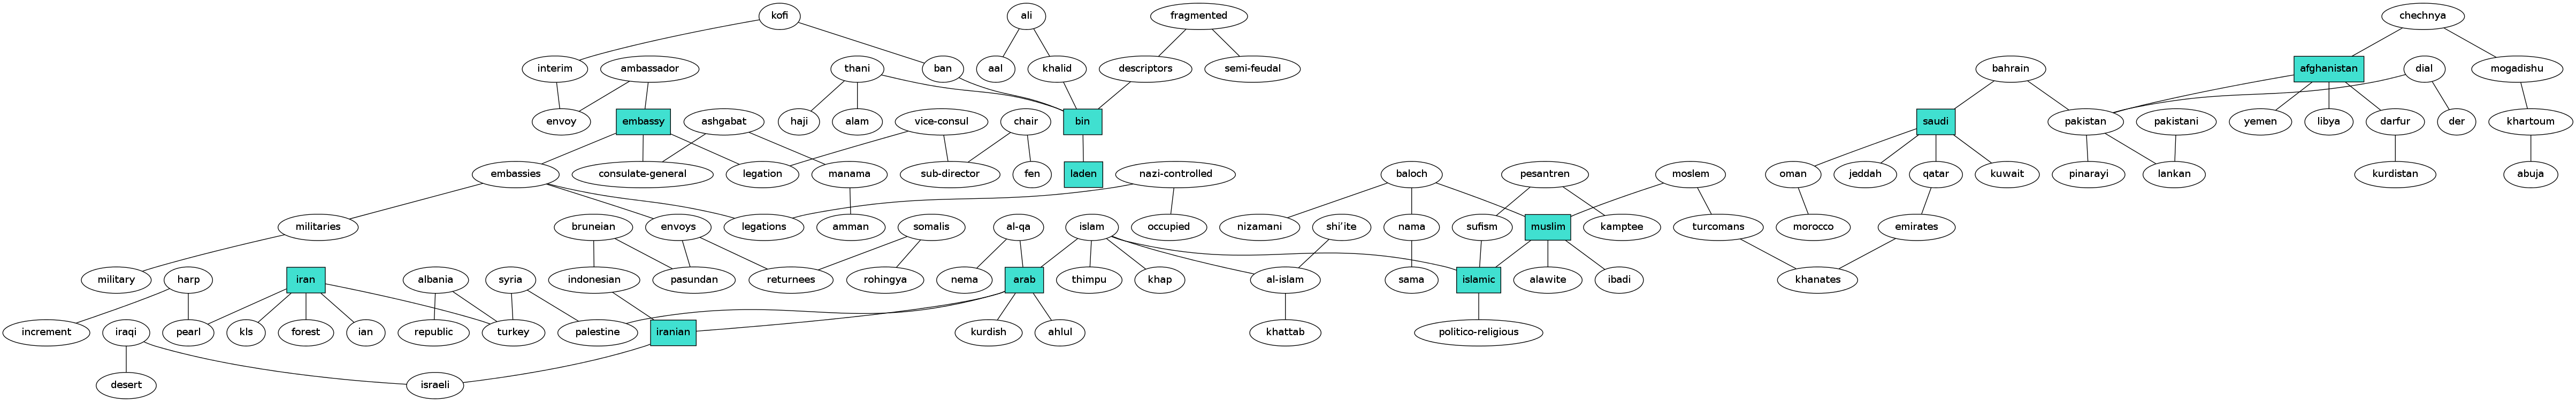 kofi
ali
fragmented
chechnya
interim
ambassador
thani
ban
aal
khalid
descriptors
semi-feudal
bahrain
afghanistan
dial
mogadishu
envoy
embassy
ashgabat
haji
alam
vice-consul
chair
bin
saudi
pakistan
pakistani
yemen
libya
darfur
der
khartoum
embassies
consulate-general
legation
manama
sub-director
fen
laden
nazi-controlled
baloch
pesantren
moslem
oman
jeddah
qatar
kuwait
pinarayi
lankan
kurdistan
abuja
militaries
bruneian
envoys
legations
amman
somalis
al-qa
islam
occupied
nizamani
shi'ite
nama
sufism
muslim
kamptee
turcomans
morocco
emirates
military
harp
iran
albania
syria
indonesian
pasundan
returnees
rohingya
nema
arab
thimpu
khap
al-islam
sama
islamic
alawite
ibadi
khanates
increment
iraqi
pearl
kls
forest
ian
republic
turkey
palestine
iranian
kurdish
ahlul
khattab
politico-religious
desert
israeli